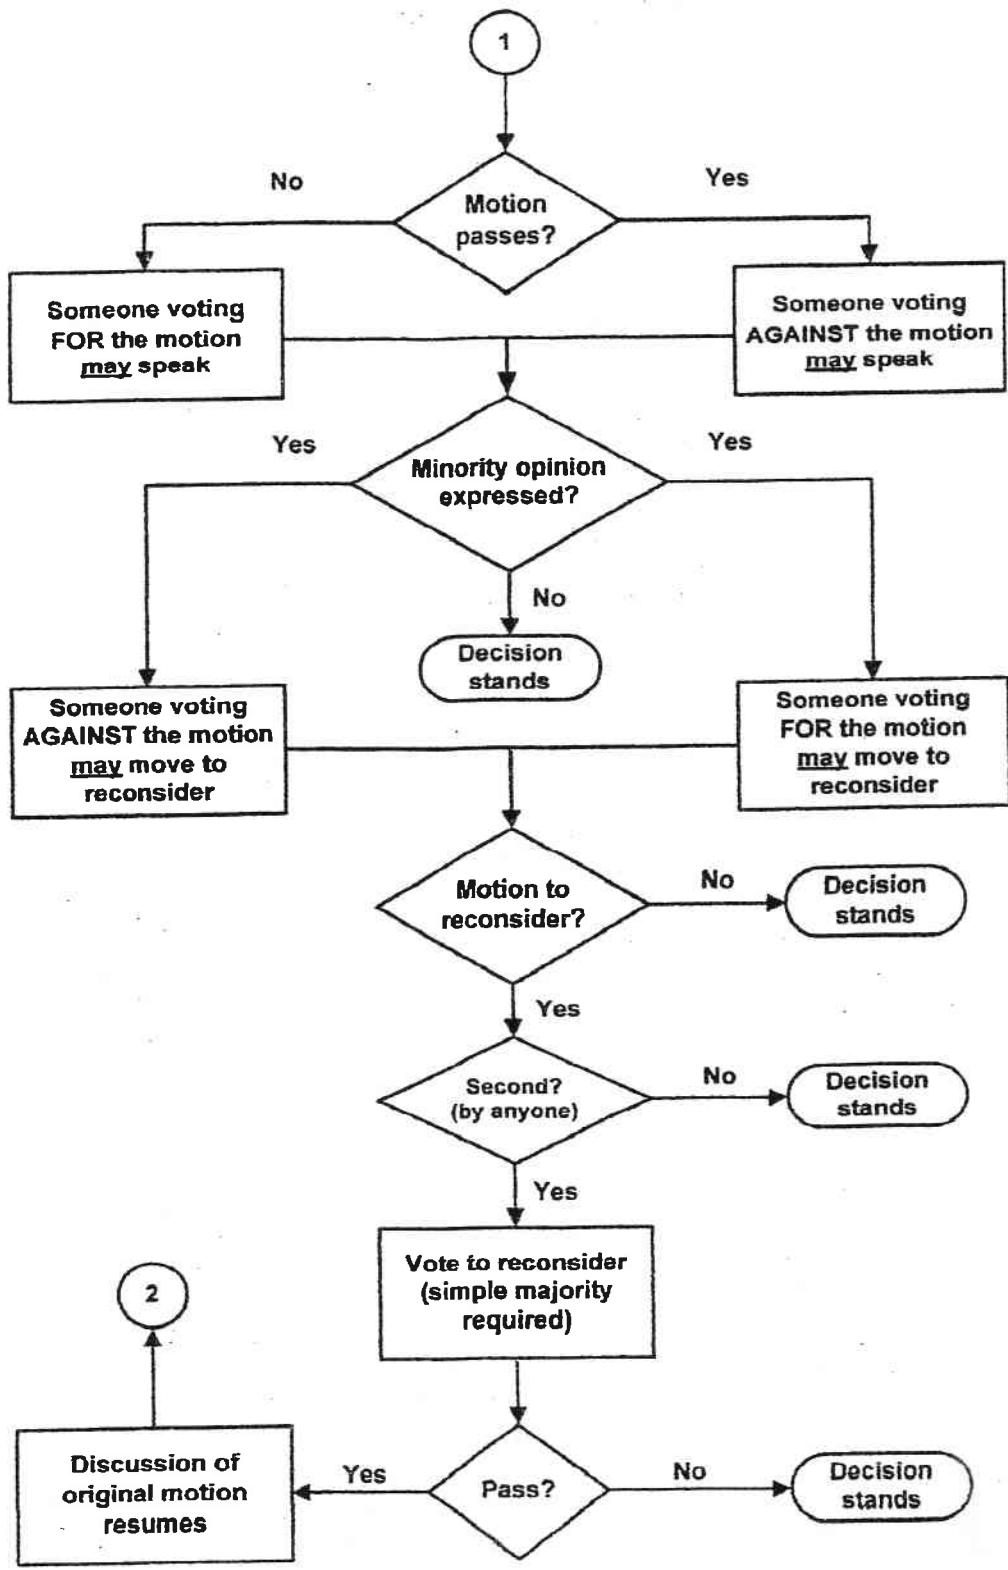 1
No
Yes
Motion
passes?
Someone voting
FOR the motion
may speak
Someone voting
AGAINST the motion
may speak
Yes
Yes
Minority opinion
expressed?
No
Decision
stands
Someone voting
AGAINST the motion
may move to
reconsider
Someone voting
FOR the motion
may move to
reconsider
Motion to
reconsider?
No
Decision
stands
Yes
Second?
(by anyone)
No
Decision
stands
Yes
Vote to reconsider
(simple majority
required)
2
Discussion of
original motion
resumes
Yes
Pass?
No
Decision
stands